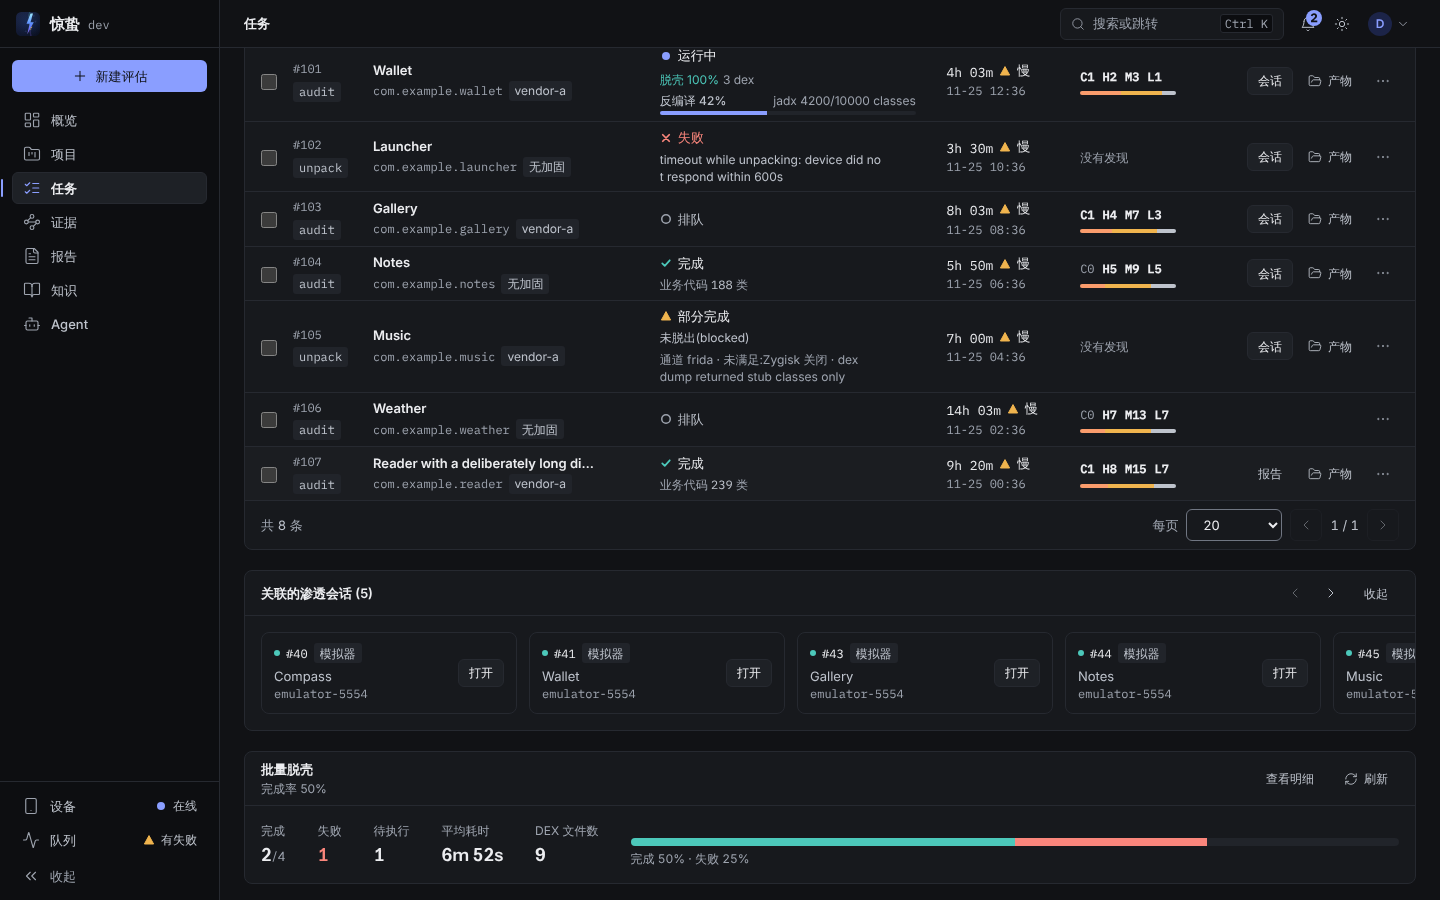 惊蛰 dev
任务
搜索或跳转 Ctrl K
2
D
新建评估
概览
项目
任务
证据
报告
知识
Agent
设备 在线
队列 有失败
收起
#101
audit
Wallet
com.example.wallet vendor-a
运行中
脱壳 100% 3 dex
反编译 42% jadx 4200/10000 classes
4h 03m 慢
11-25 12:36
C1 H2 M3 L1
会话 产物 ···
#102
unpack
Launcher
com.example.launcher 无加固
失败
timeout while unpacking: device did no
t respond within 600s
3h 30m 慢
11-25 10:36
没有发现
会话 产物 ···
#103
audit
Gallery
com.example.gallery vendor-a
排队
8h 03m 慢
11-25 08:36
C1 H4 M7 L3
会话 产物 ···
#104
audit
Notes
com.example.notes 无加固
完成
业务代码 188 类
5h 50m 慢
11-25 06:36
C0 H5 M9 L5
会话 产物 ···
#105
unpack
Music
com.example.music vendor-a
部分完成
未脱出(blocked)
通道 frida · 未满足:Zygisk 关闭 · dex
dump returned stub classes only
7h 00m 慢
11-25 04:36
没有发现
会话 产物 ···
#106
audit
Weather
com.example.weather 无加固
排队
14h 03m 慢
11-25 02:36
C0 H7 M13 L7
···
#107
audit
Reader with a deliberately long di...
com.example.reader vendor-a
完成
业务代码 239 类
9h 20m 慢
11-25 00:36
C1 H8 M15 L7
报告 产物 ···
共 8 条
每页 20 1 / 1
关联的渗透会话 (5)
收起
#40 模拟器
Compass
emulator-5554
打开
#41 模拟器
Wallet
emulator-5554
打开
#43 模拟器
Gallery
emulator-5554
打开
#44 模拟器
Notes
emulator-5554
打开
#45 模拟
Music
emulator-5
批量脱壳
完成率 50%
查看明细 刷新
完成
2/4
失败
1
待执行
1
平均耗时
6m 52s
DEX 文件数
9
完成 50% · 失败 25%